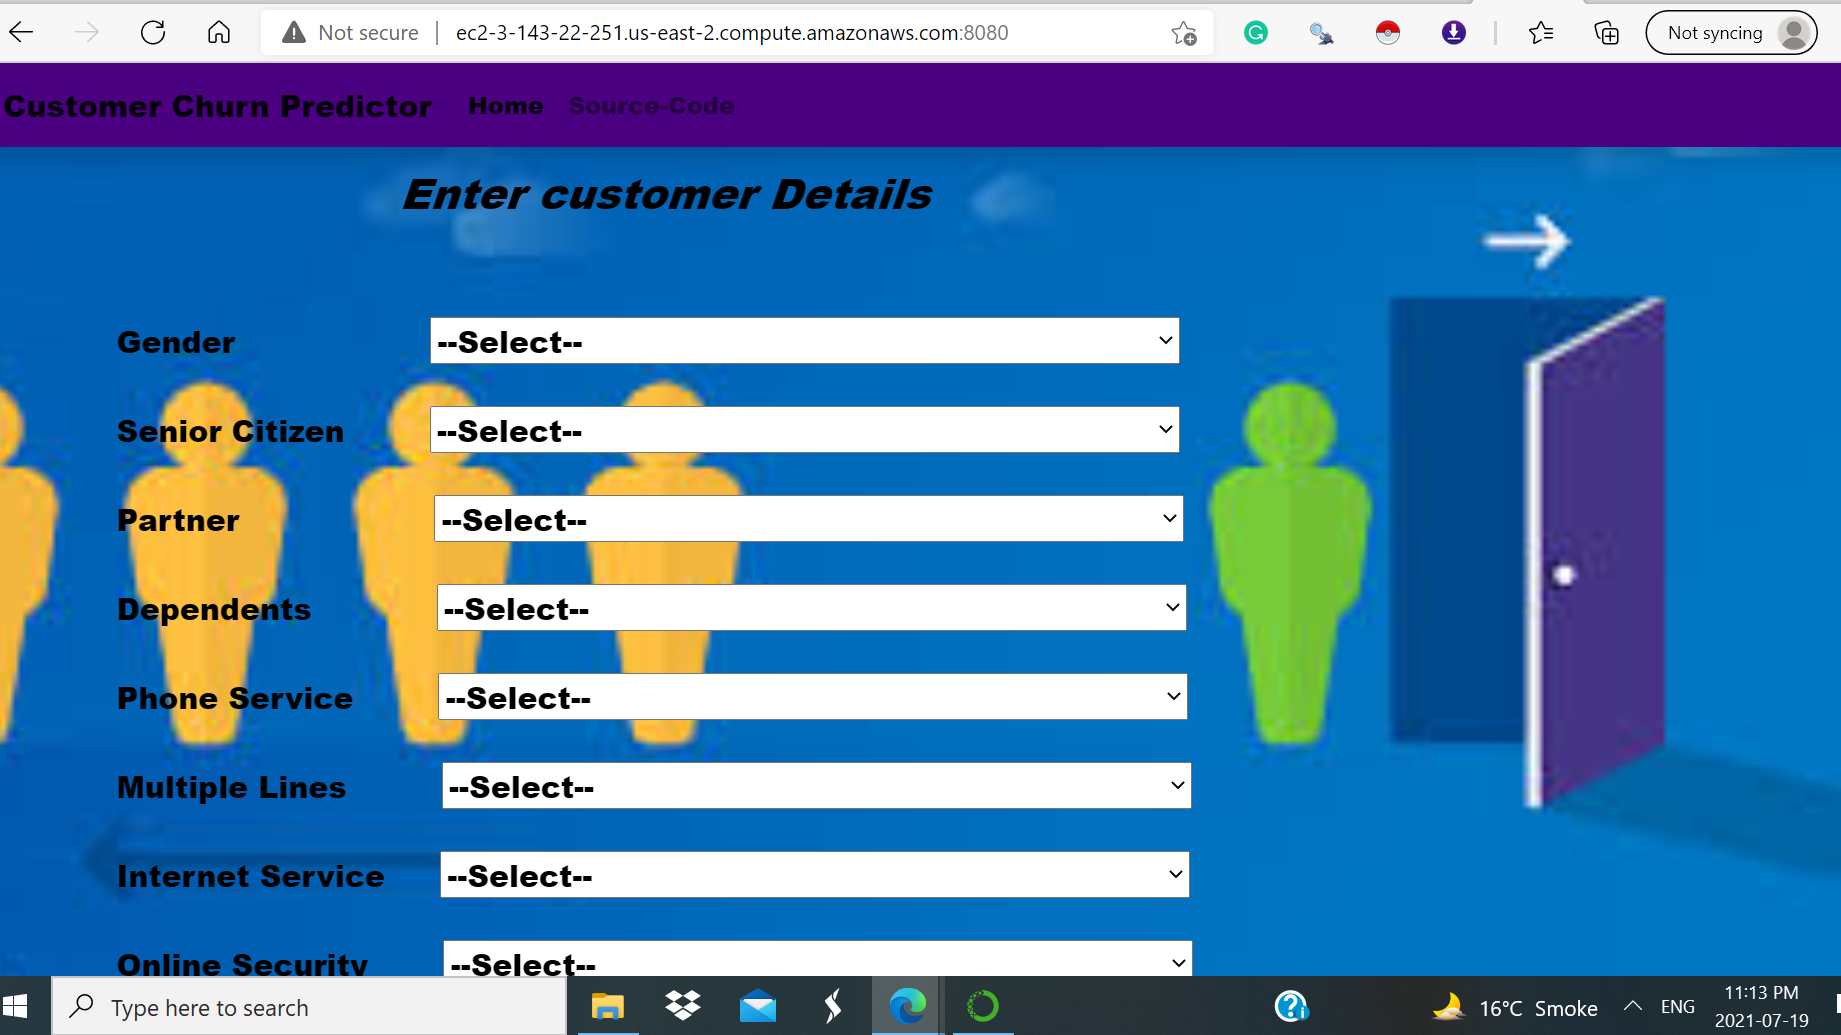 Not secure ec2-3-143-22-251.us-east-2.compute.amazonaws.com:8080 Not syncing
Customer Churn Predictor Home Source-Code
Enter customer Details
Gender --Select--
Senior Citizen --Select--
Partner --Select--
Dependents --Select--
Phone Service --Select--
Multiple Lines --Select--
Internet Service --Select--
Online Security --Select--
Type here to search 16°C Smoke ENG 11:13 PM
2021-07-19